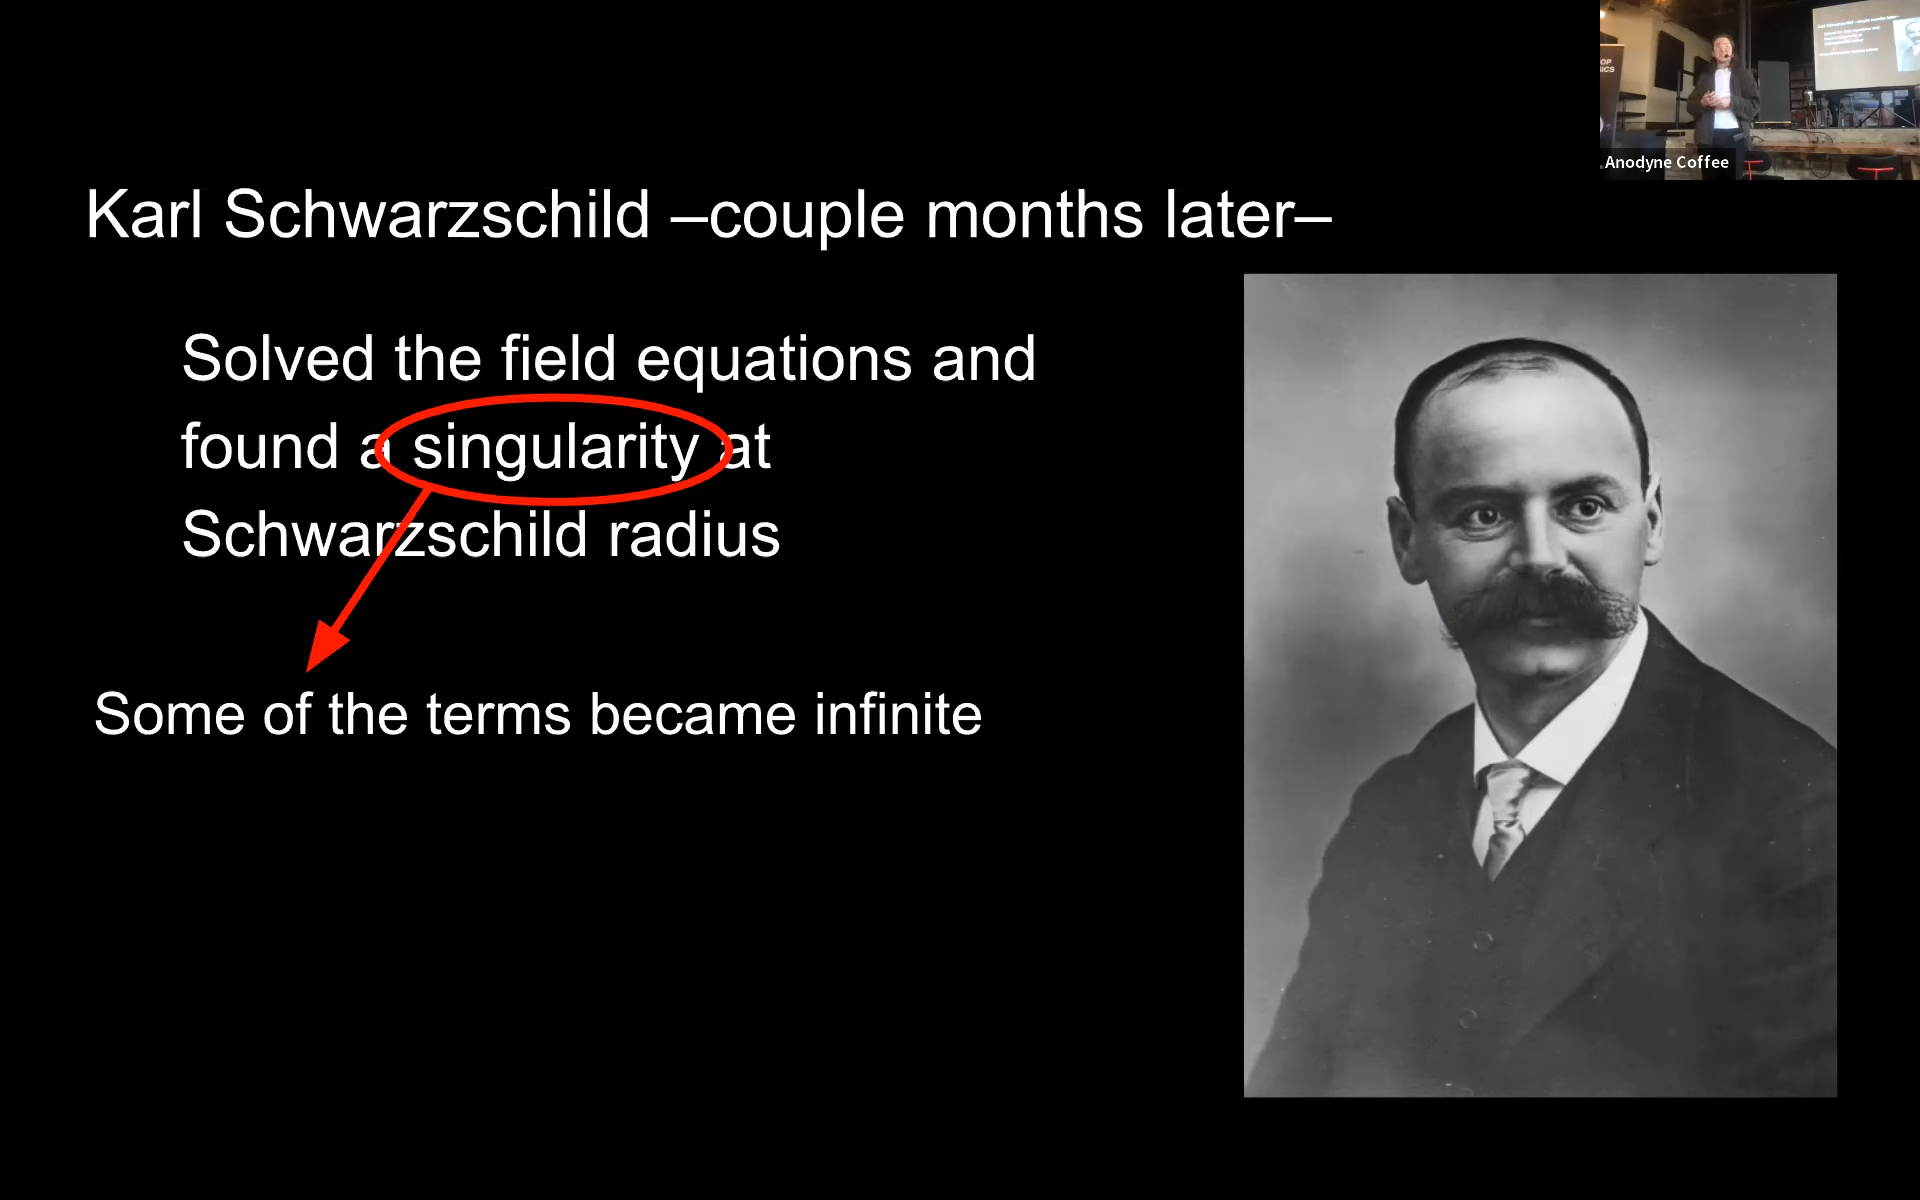 Karl Schwarzschild –couple months later–
Solved the field equations and
found a singularity at
Schwarzschild radius
Some of the terms became infinite
Anodyne Coffee